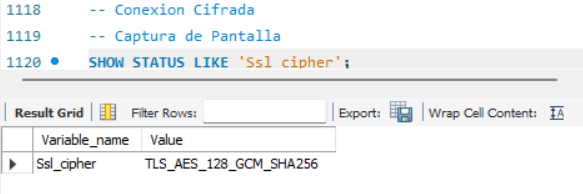 1118 -- Conexion Cifrada
1119 -- Captura de Pantalla
1120 SHOW STATUS LIKE 'Ssl_cipher';
Result Grid Filter Rows: Export: Wrap Cell Content: IA
Variable_name Value
Ssl_cipher TLS_AES_128_GCM_SHA256